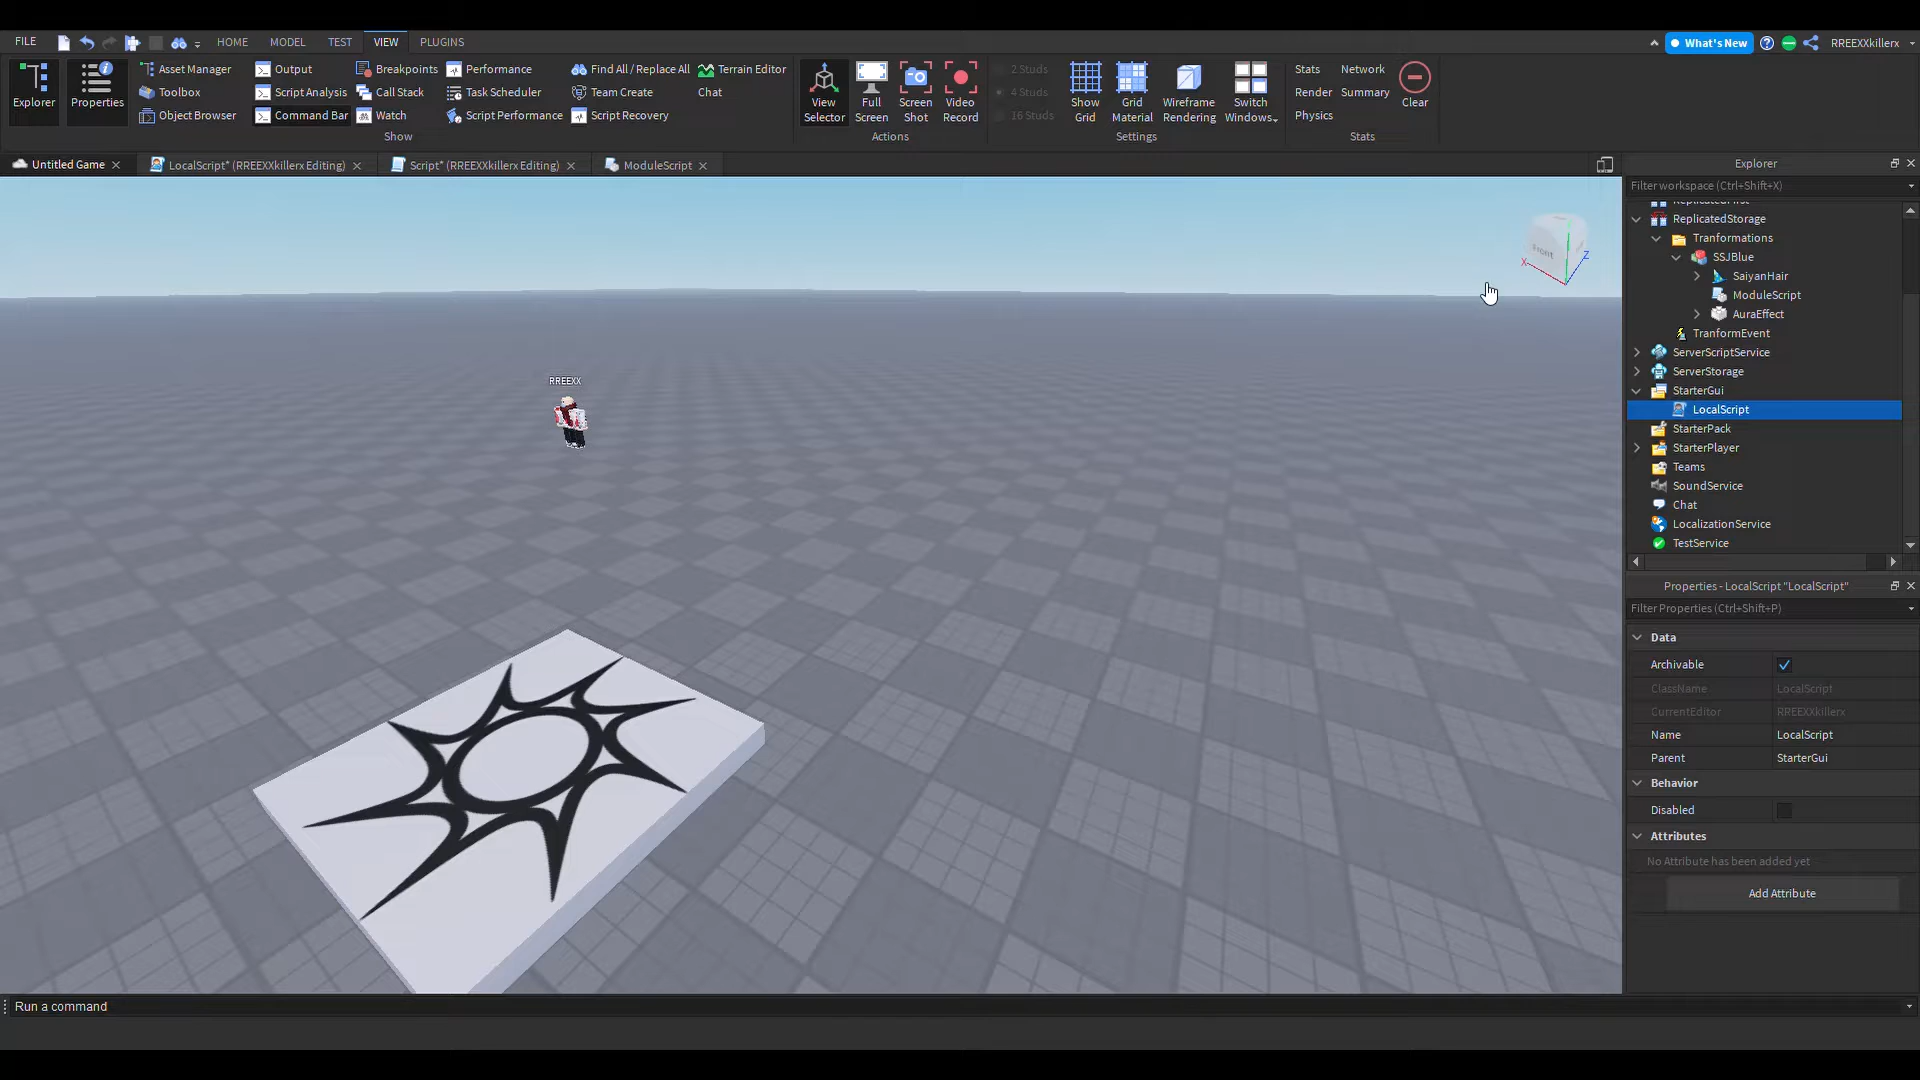 FILE HOME MODEL TEST VIEW PLUGINS What's New RREEXXkillerx
Explorer
Properties
Asset Manager
Toolbox
Object Browser
Output
Script Analysis
Command Bar
Breakpoints
Call Stack
Watch
Performance
Task Scheduler
Script Performance
Find All / Replace All
Team Create
Script Recovery
Terrain Editor
Chat
Show
View
Selector
Full
Screen
Screen
Shot
Video
Record
Actions
2 Studs
4 Studs
16 Studs
Show
Grid
Grid
Material
Wireframe
Rendering
Switch
Windows
Settings
Stats
Render
Physics
Network
Summary
Clear
Stats
Untitled Game
LocalScript* (RREEXXkillerx Editing)
Script* (RREEXXkillerx Editing)
ModuleScript
RREEXX
X
Z
Explorer
Filter workspace (Ctrl+Shift+X)
ReplicatedFirst
ReplicatedStorage
Tranformations
SSJBlue
SaiyanHair
ModuleScript
AuraEffect
TranformEvent
ServerScriptService
ServerStorage
StarterGui
LocalScript
StarterPack
StarterPlayer
Teams
SoundService
Chat
LocalizationService
TestService
Properties - LocalScript "LocalScript"
Filter Properties (Ctrl+Shift+P)
Data
Archivable
ClassName LocalScript
CurrentEditor RREEXXkillerx
Name LocalScript
Parent StarterGui
Behavior
Disabled
Attributes
No Attribute has been added yet
Add Attribute
Run a command